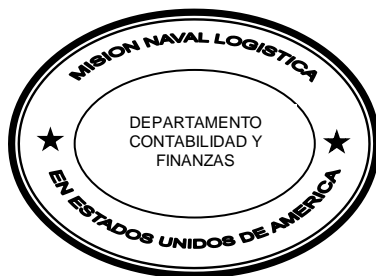 MISION NAVAL LOGISTICA
DEPARTAMENTO
CONTABILIDAD Y
FINANZAS
EN ESTADOS UNIDOS DE AMERICA